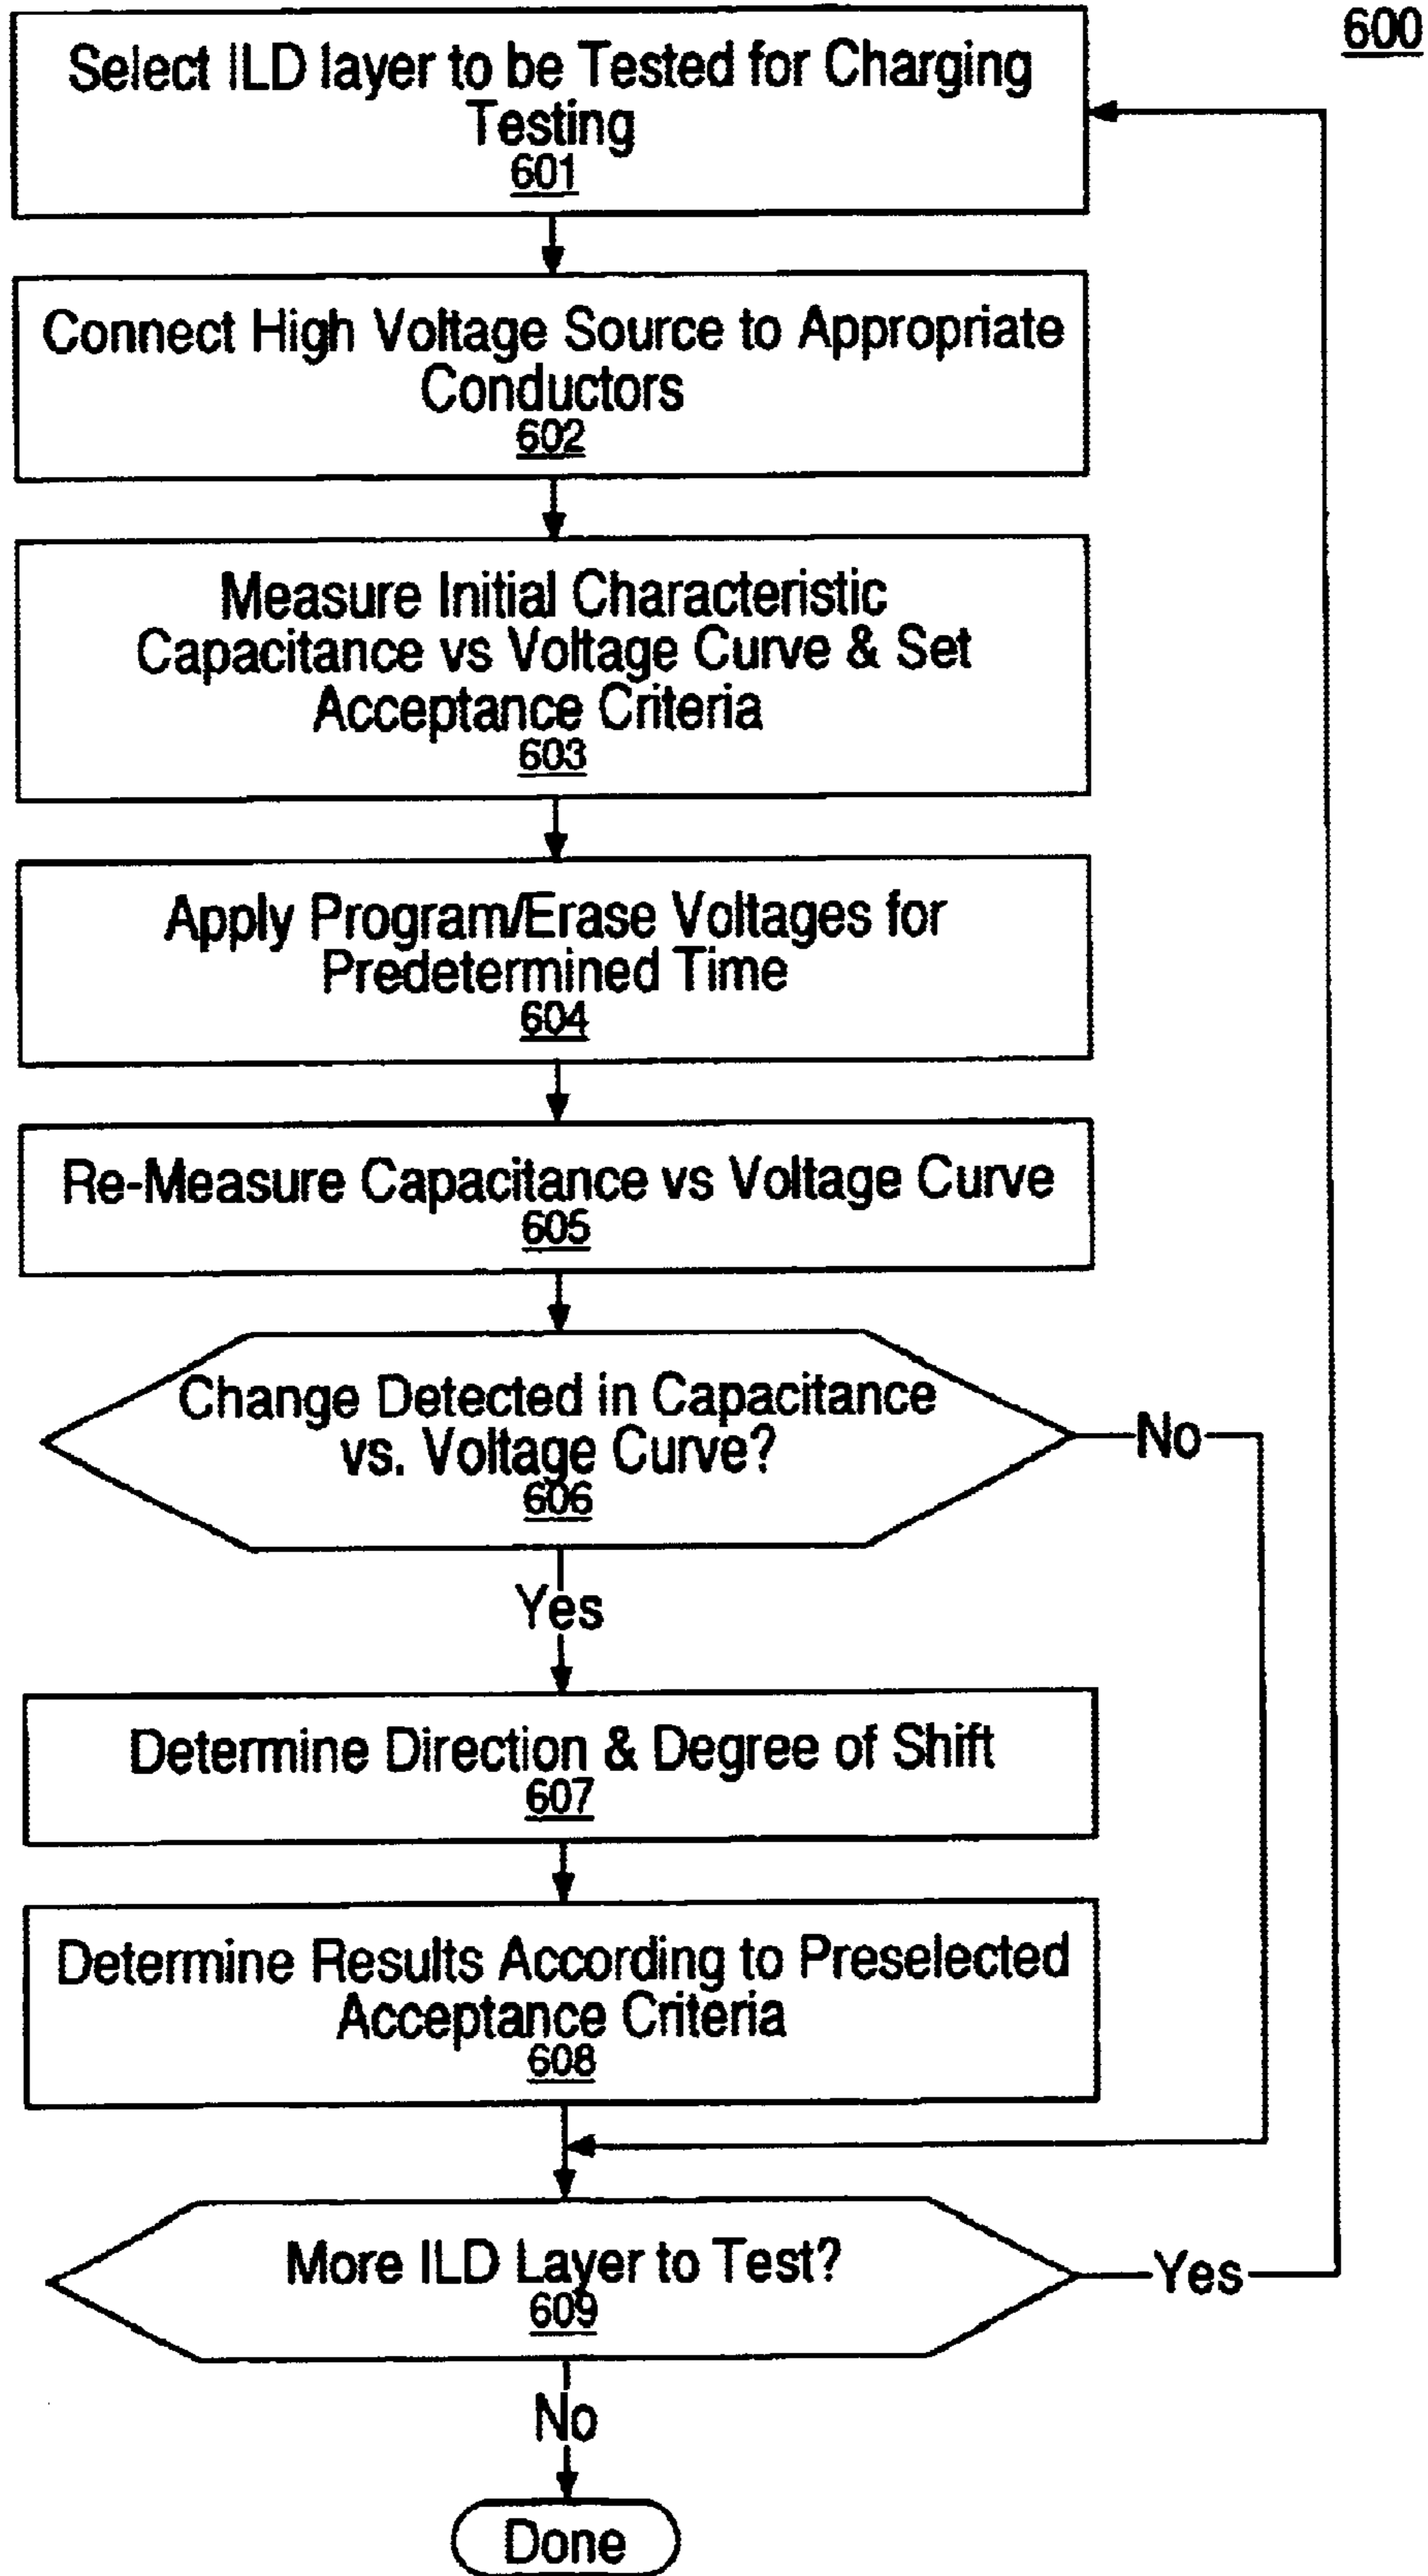 600
Select ILD layer to be Tested for Charging
Testing
601
Connect High Voltage Source to Appropriate
Conductors
602
Measure Initial Characteristic
Capacitance vs Voltage Curve & Set
Acceptance Criteria
603
Apply Program/Erase Voltages for
Predetermined Time
604
Re-Measure Capacitance vs Voltage Curve
605
Change Detected in Capacitance
vs. Voltage Curve?
606
No
Yes
Determine Direction & Degree of Shift
607
Determine Results According to Preselected
Acceptance Criteria
608
More ILD Layer to Test?
609
Yes
No
Done